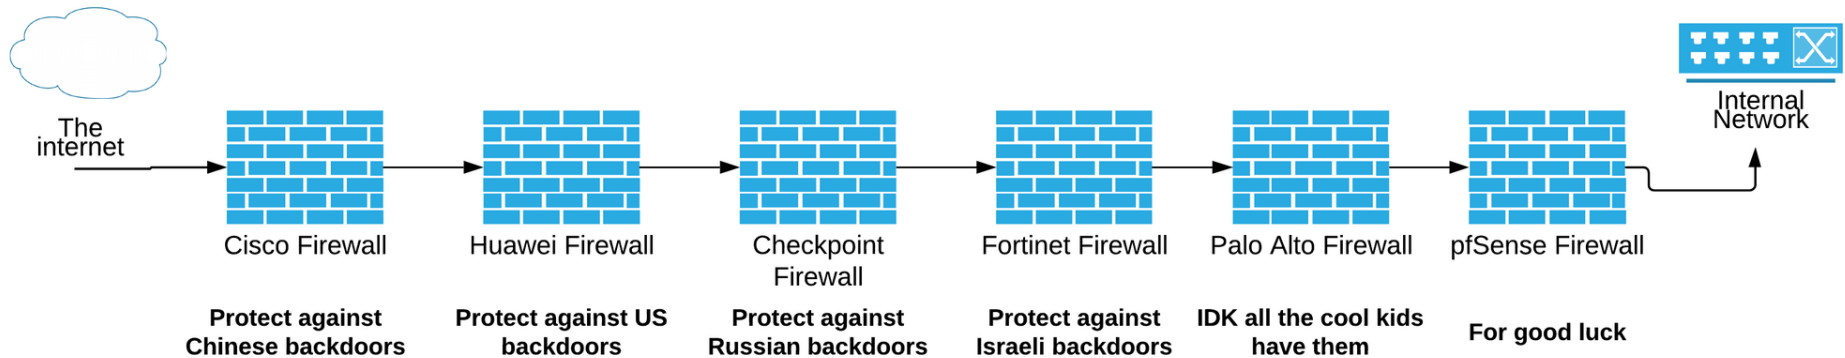 The
internet
Internal
Network
Cisco Firewall
Huawei Firewall
Checkpoint
Firewall
Fortinet Firewall
Palo Alto Firewall
pfSense Firewall
Protect against
Chinese backdoors
Protect against US
backdoors
Protect against
Russian backdoors
Protect against
Israeli backdoors
IDK all the cool kids
have them
For good luck